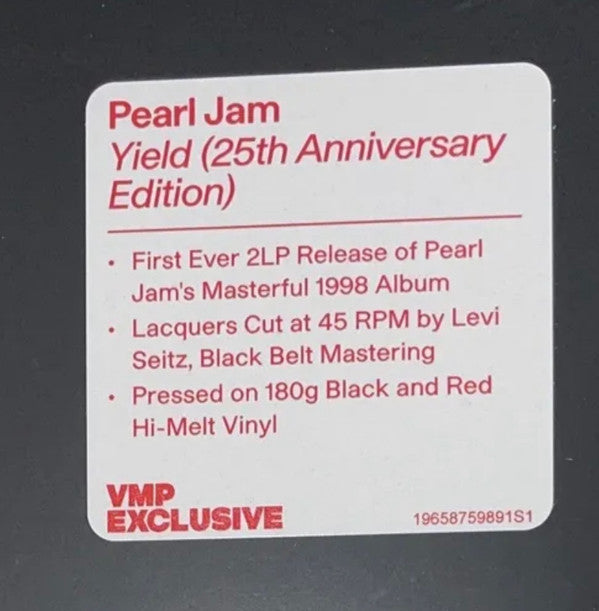 Pearl Jam
Yield (25th Anniversary
Edition)
• First Ever 2LP Release of Pearl
Jam's Masterful 1998 Album
• Lacquers Cut at 45 RPM by Levi
Seitz, Black Belt Mastering
• Pressed on 180g Black and Red
Hi-Melt Vinyl
VMP
EXCLUSIVE
19658759891S1